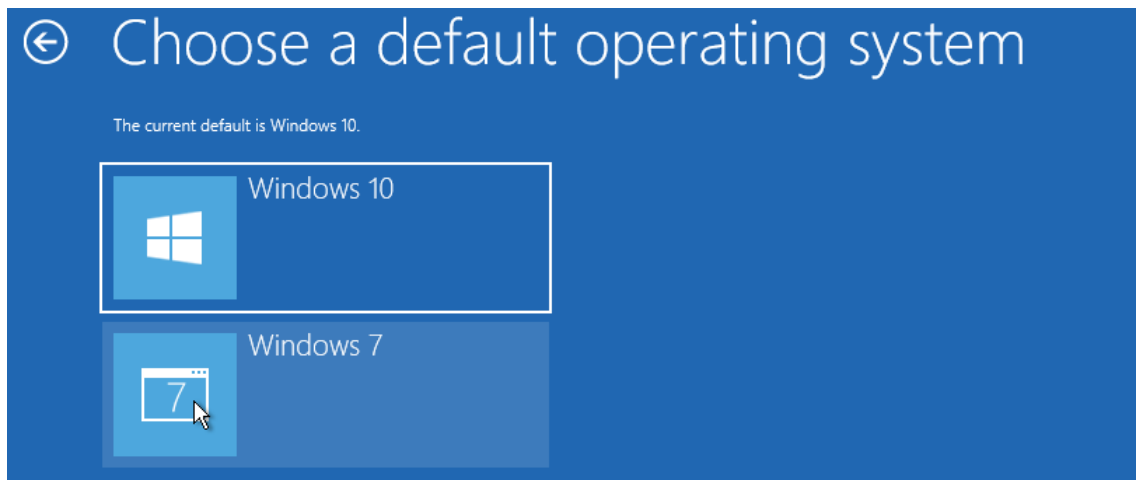 Choose a default operating system
The current default is Windows 10.
Windows 10
Windows 7
7